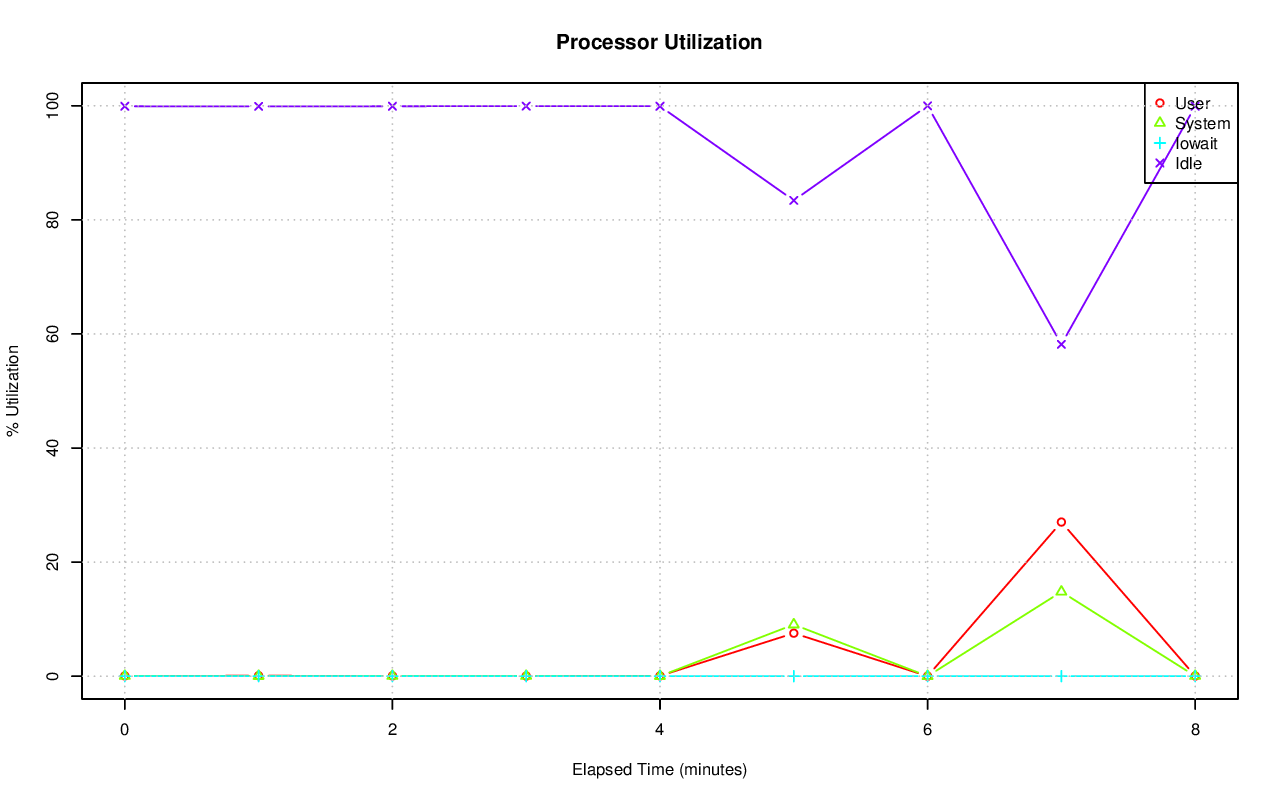 Processor Utilization
User
System
Iowait
Idle
% Utilization
100
80
60
40
20
0
0 2 4 6 8
Elapsed Time (minutes)